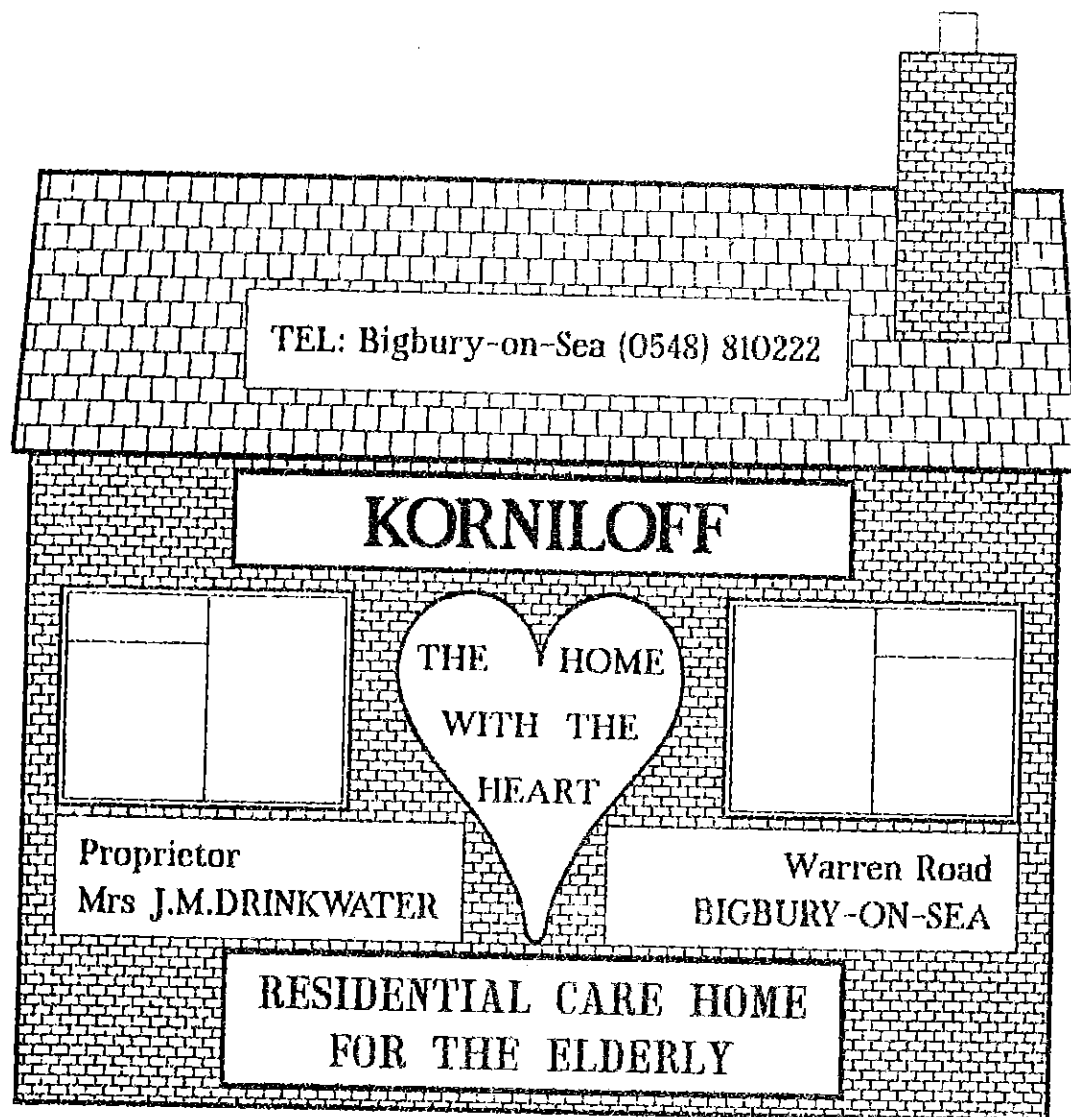 TEL: Bigbury-on-Sea (0548) 810222
KORNILOFF
THE HOME
WITH THE
HEART
Proprietor
Mrs J.M.DRINKWATER
Warren Road
BIGBURY-ON-SEA
RESIDENTIAL CARE HOME
FOR THE ELDERLY